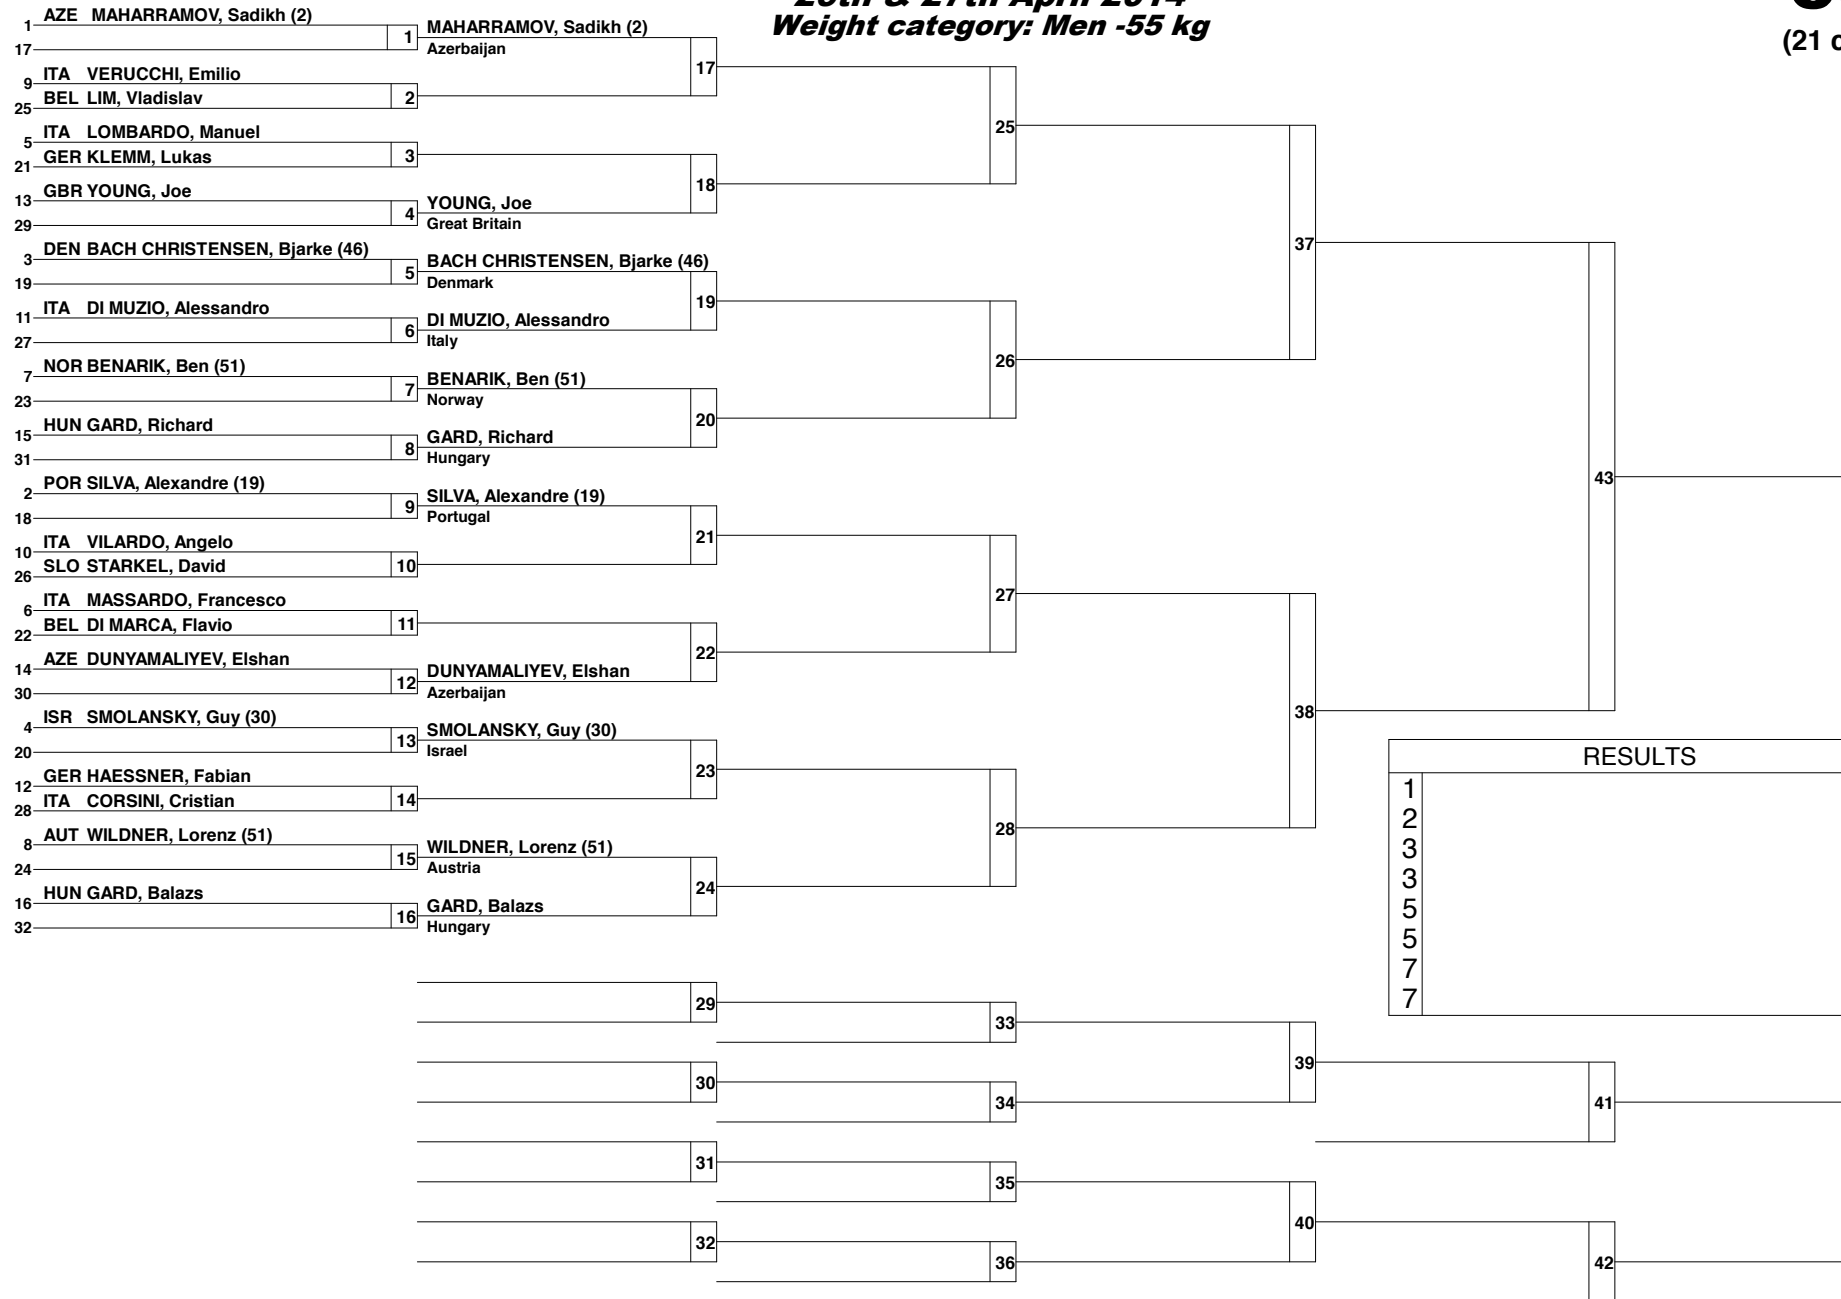 26th & 27th April 2014
Weight category: Men -55 kg
(21 c
1 AZE MAHARRAMOV, Sadikh (2)
17
1 MAHARRAMOV, Sadikh (2)
Azerbaijan
9 ITA VERUCCHI, Emilio
25 BEL LIM, Vladislav
2
17
5 ITA LOMBARDO, Manuel
21 GER KLEMM, Lukas
3
13 GBR YOUNG, Joe
29
4 YOUNG, Joe
Great Britain
18
25
3 DEN BACH CHRISTENSEN, Bjarke (46)
19
5 BACH CHRISTENSEN, Bjarke (46)
Denmark
11 ITA DI MUZIO, Alessandro
27
6 DI MUZIO, Alessandro
Italy
19
7 NOR BENARIK, Ben (51)
23
7 BENARIK, Ben (51)
Norway
15 HUN GARD, Richard
31
8 GARD, Richard
Hungary
20
26
37
2 POR SILVA, Alexandre (19)
18
9 SILVA, Alexandre (19)
Portugal
10 ITA VILARDO, Angelo
26 SLO STARKEL, David
10
21
6 ITA MASSARDO, Francesco
22 BEL DI MARCA, Flavio
11
14 AZE DUNYAMALIYEV, Elshan
30
12 DUNYAMALIYEV, Elshan
Azerbaijan
22
27
4 ISR SMOLANSKY, Guy (30)
20
13 SMOLANSKY, Guy (30)
Israel
12 GER HAESSNER, Fabian
28 ITA CORSINI, Cristian
14
23
8 AUT WILDNER, Lorenz (51)
24
15 WILDNER, Lorenz (51)
Austria
16 HUN GARD, Balazs
32
16 GARD, Balazs
Hungary
24
28
38
43
RESULTS
1
2
3
3
5
5
7
7
29
33
30
34
39
41
31
35
32
36
40
42